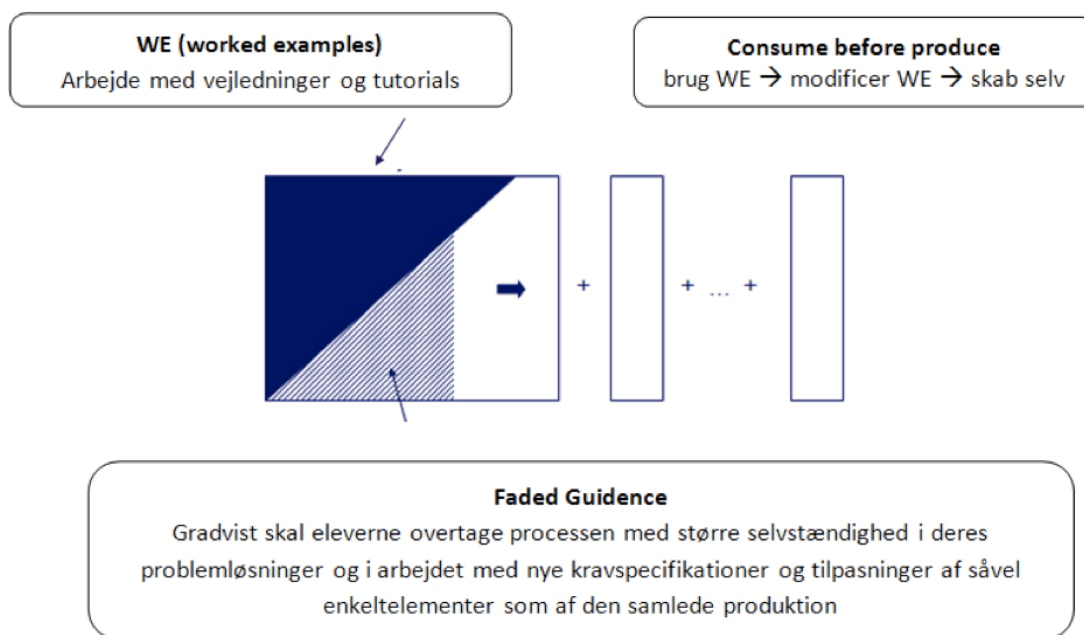 WE (worked examples)
Arbejde med vejledninger og tutorials
Consume before produce
brug WE → modificer WE → skab selv
+ + ... +
Faded Guidence
Gradvist skal eleverne overtage processen med større selvstændighed i deres
problemløsninger og i arbejdet med nye kravspecifikationer og tilpasninger af såvel
enkeltelementer som af den samlede produktion